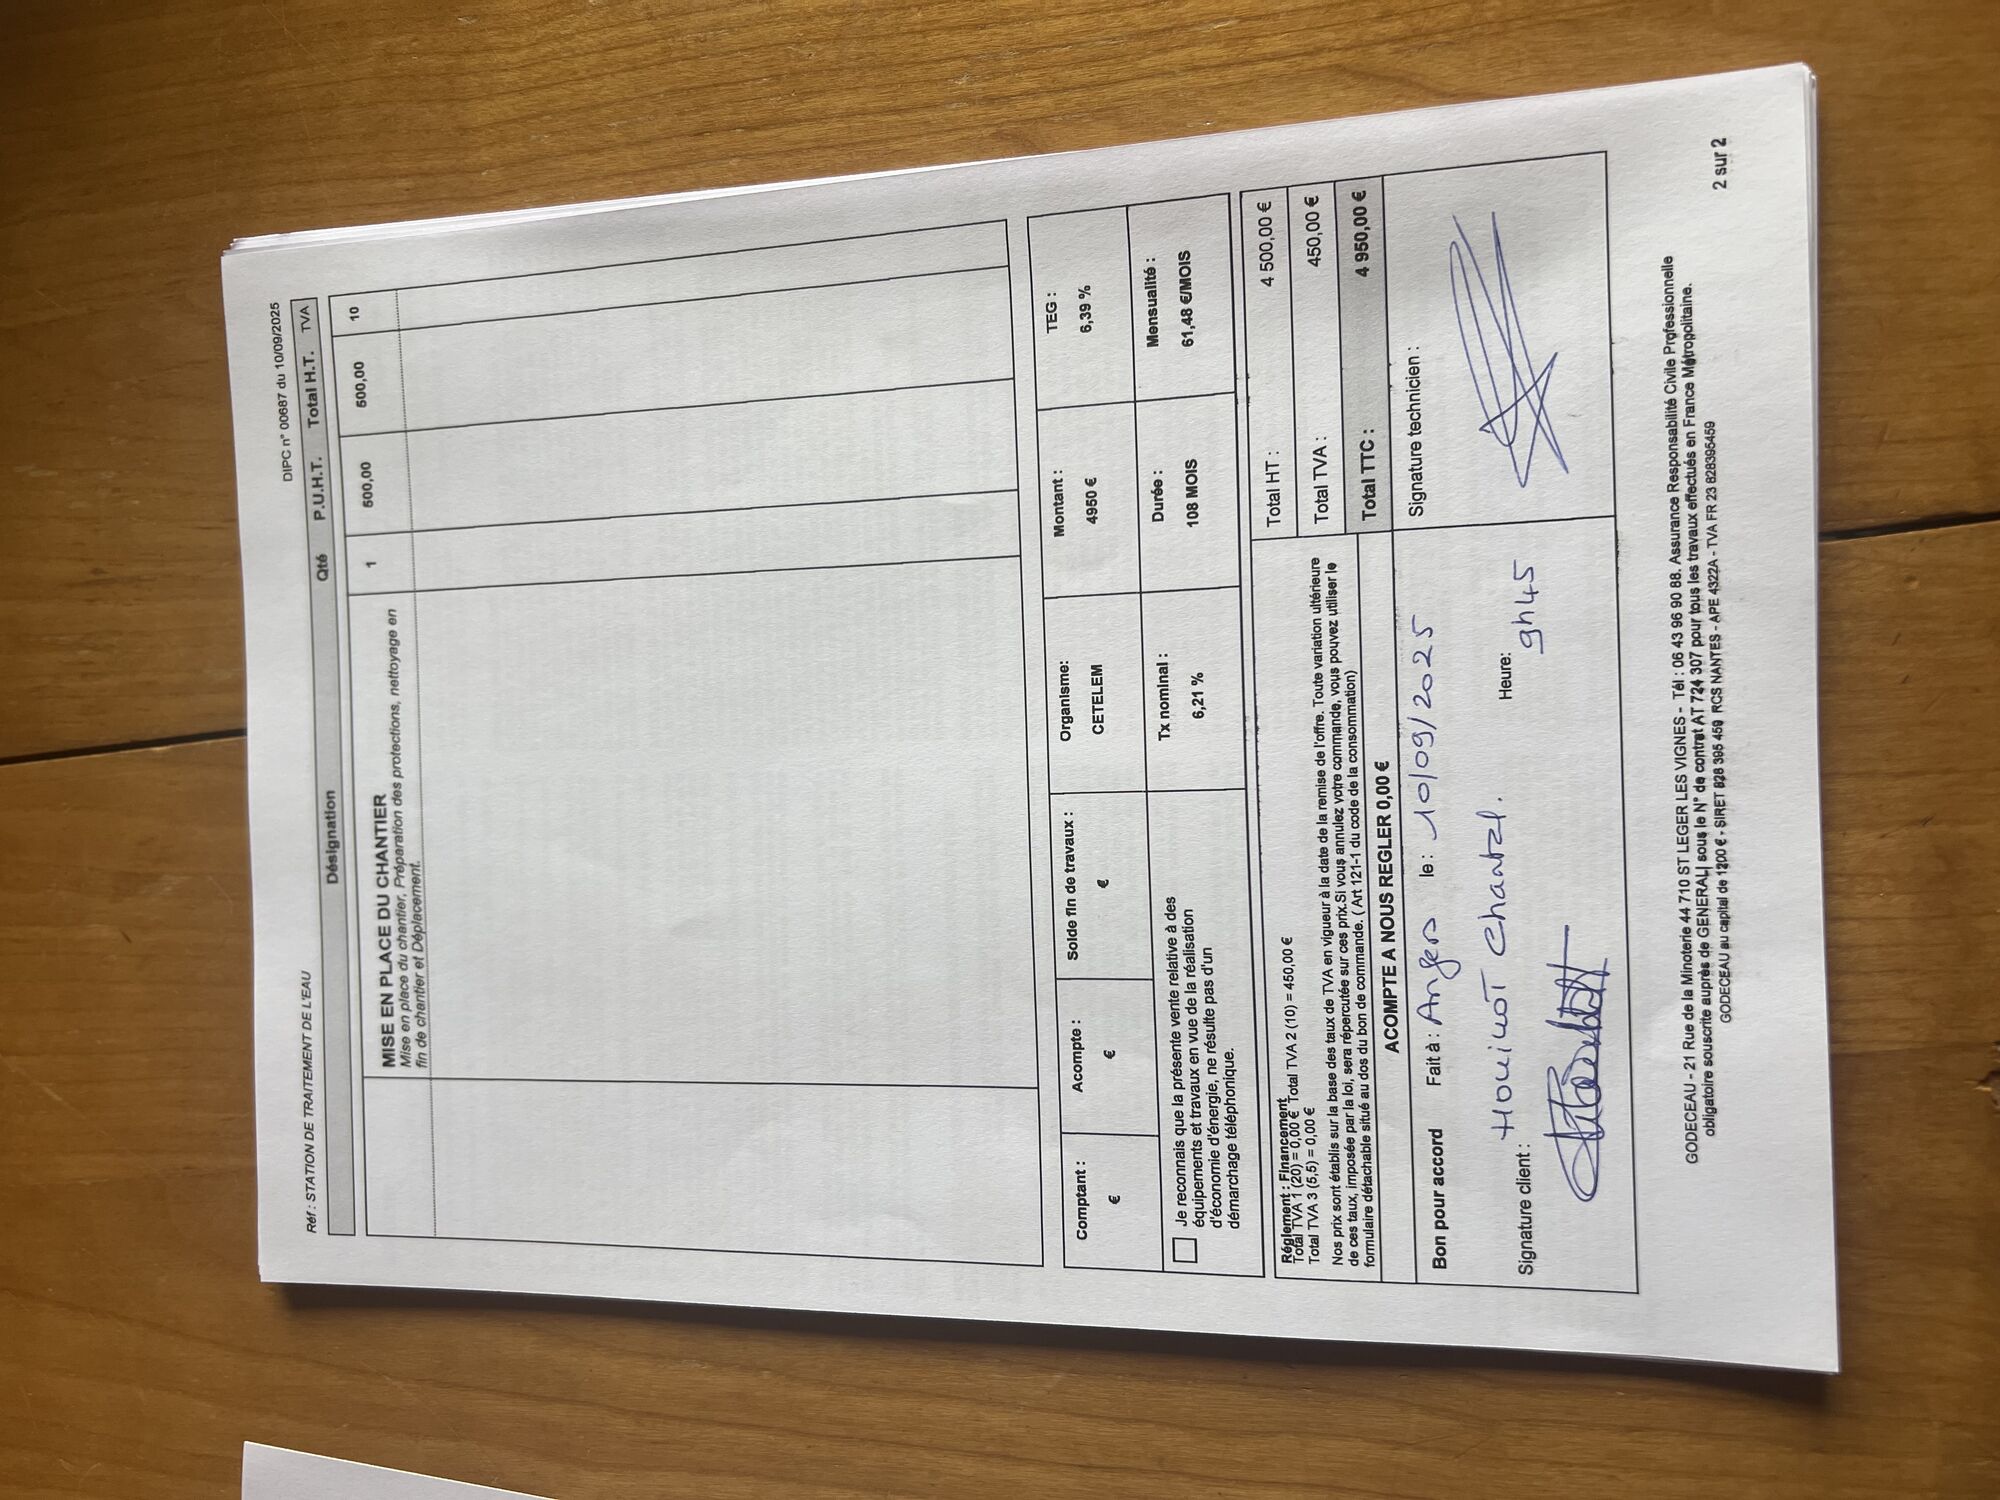 DIPC n° 00687 du 10/09/2025
Réf : STATION DE TRAITEMENT DE L'EAU
Désignation Qté P.U.H.T. Total H.T. TVA
MISE EN PLACE DU CHANTIER 1 500,00 500,00 10
Mise en place du chantier, Préparation des protections, nettoyage en
fin de chantier et Déplacement.
Comptant : Acompte : Solde fin de travaux : Organisme: Montant : TEG :
€ € € CETELEM 4950 € 6,39 %
Je reconnais que la présente vente relative à des
équipements et travaux en vue de la réalisation
d'économie d'énergie, ne résulte pas d'un
démarchage téléphonique.
Tx nominal : Durée : Mensualité :
6,21 % 108 MOIS 61,48 €/MOIS
Réglement : Financement
Total TVA 1 (20) = 0,00 € Total TVA 2 (10) = 450,00 €
Total TVA 3 (5,5) = 0,00 €
Nos prix sont établis sur la base des taux de TVA en vigueur à la date de la remise de l'offre. Toute variation ultérieure
de ces taux, imposée par la loi, sera répercutée sur ces prix.Si vous annulez votre commande, vous pouvez utiliser le
formulaire détachable situé au dos du bon de commande. ( Art 121-1 du code de la consommation)
Total HT : 4 500,00 €
Total TVA : 450,00 €
Total TTC : 4 950,00 €
ACOMPTE A NOUS REGLER 0,00 €
Bon pour accord Fait à : Angers le : 10/09/2025
Houinot Chantal.
Signature client : Heure: 9h45
Signature technicien :
GODECEAU - 21 Rue de la Minoterie 44 710 ST LEGER LES VIGNES - Tél : 06 43 96 90 88. Assurance Responsabilité Civile Professionnelle
obligatoire souscrite auprès de GENERALI sous le N° de contrat AT 724 307 pour tous les travaux effectués en France Métropolitaine.
GODECEAU au capital de 1200 € - SIRET 828 395 459 RCS NANTES - APE 4322A - TVA FR 23 828395459
2 sur 2